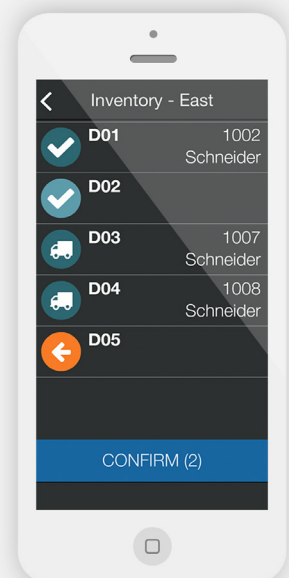 Inventory - East
D01 1002
Schneider
D02
D03 1007
Schneider
D04 1008
Schneider
D05
CONFIRM (2)